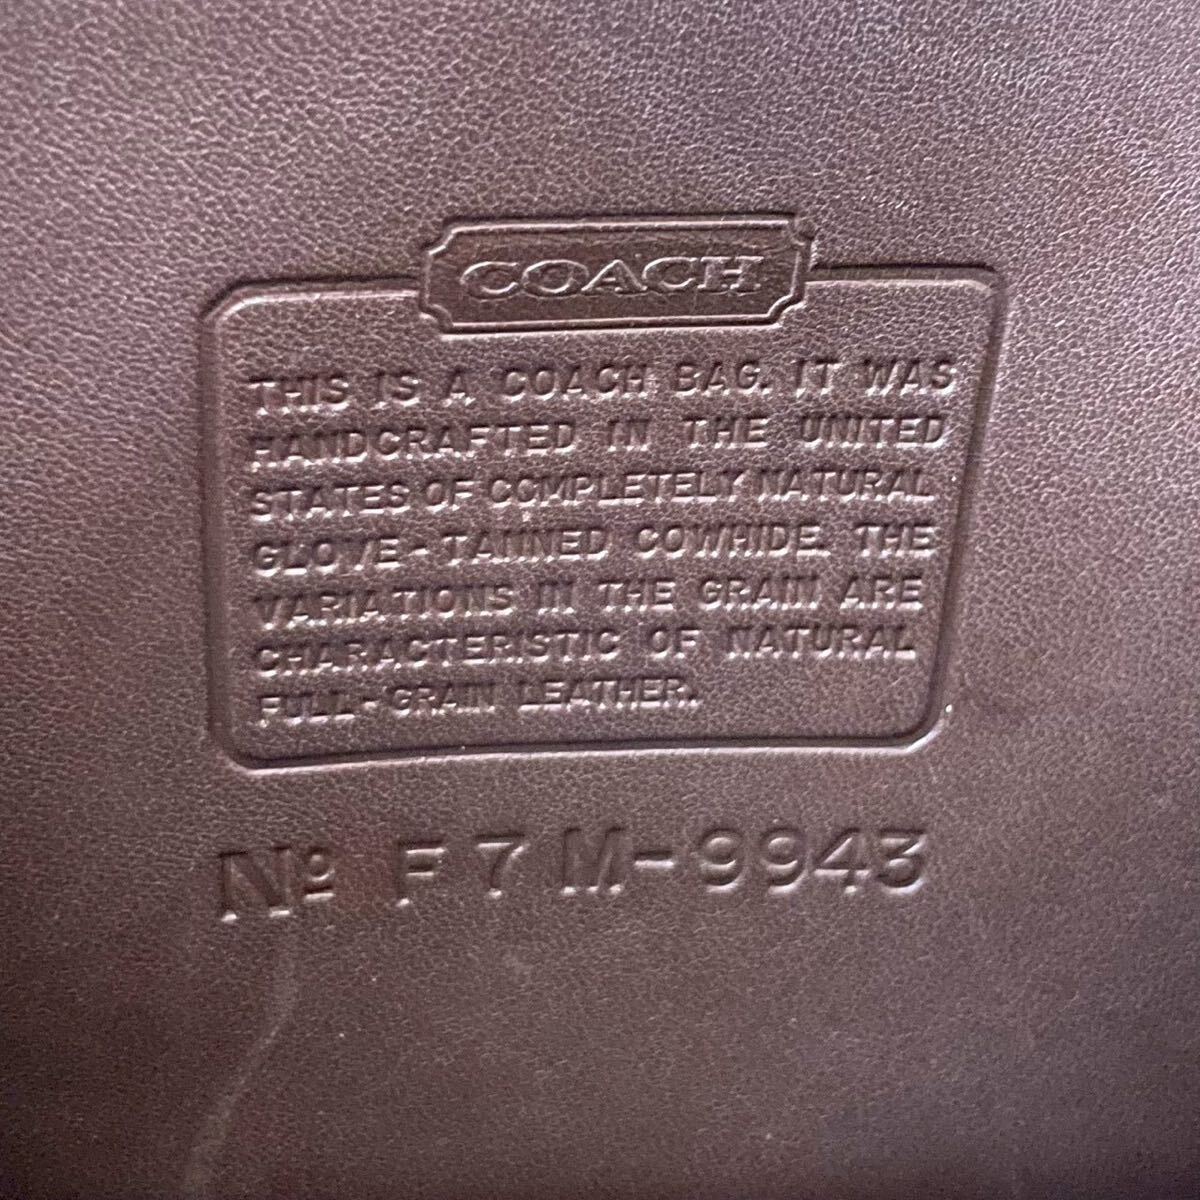 COACH
THIS IS A COACH BAG. IT WAS
HANDCRAFTED IN THE UNITED
STATES OF COMPLETELY NATURAL
GLOVE-TANNED COWHIDE. THE
VARIATIONS IN THE GRAIN ARE
CHARACTERISTIC OF NATURAL
FULL-GRAIN LEATHER.
Nº F7M-9943